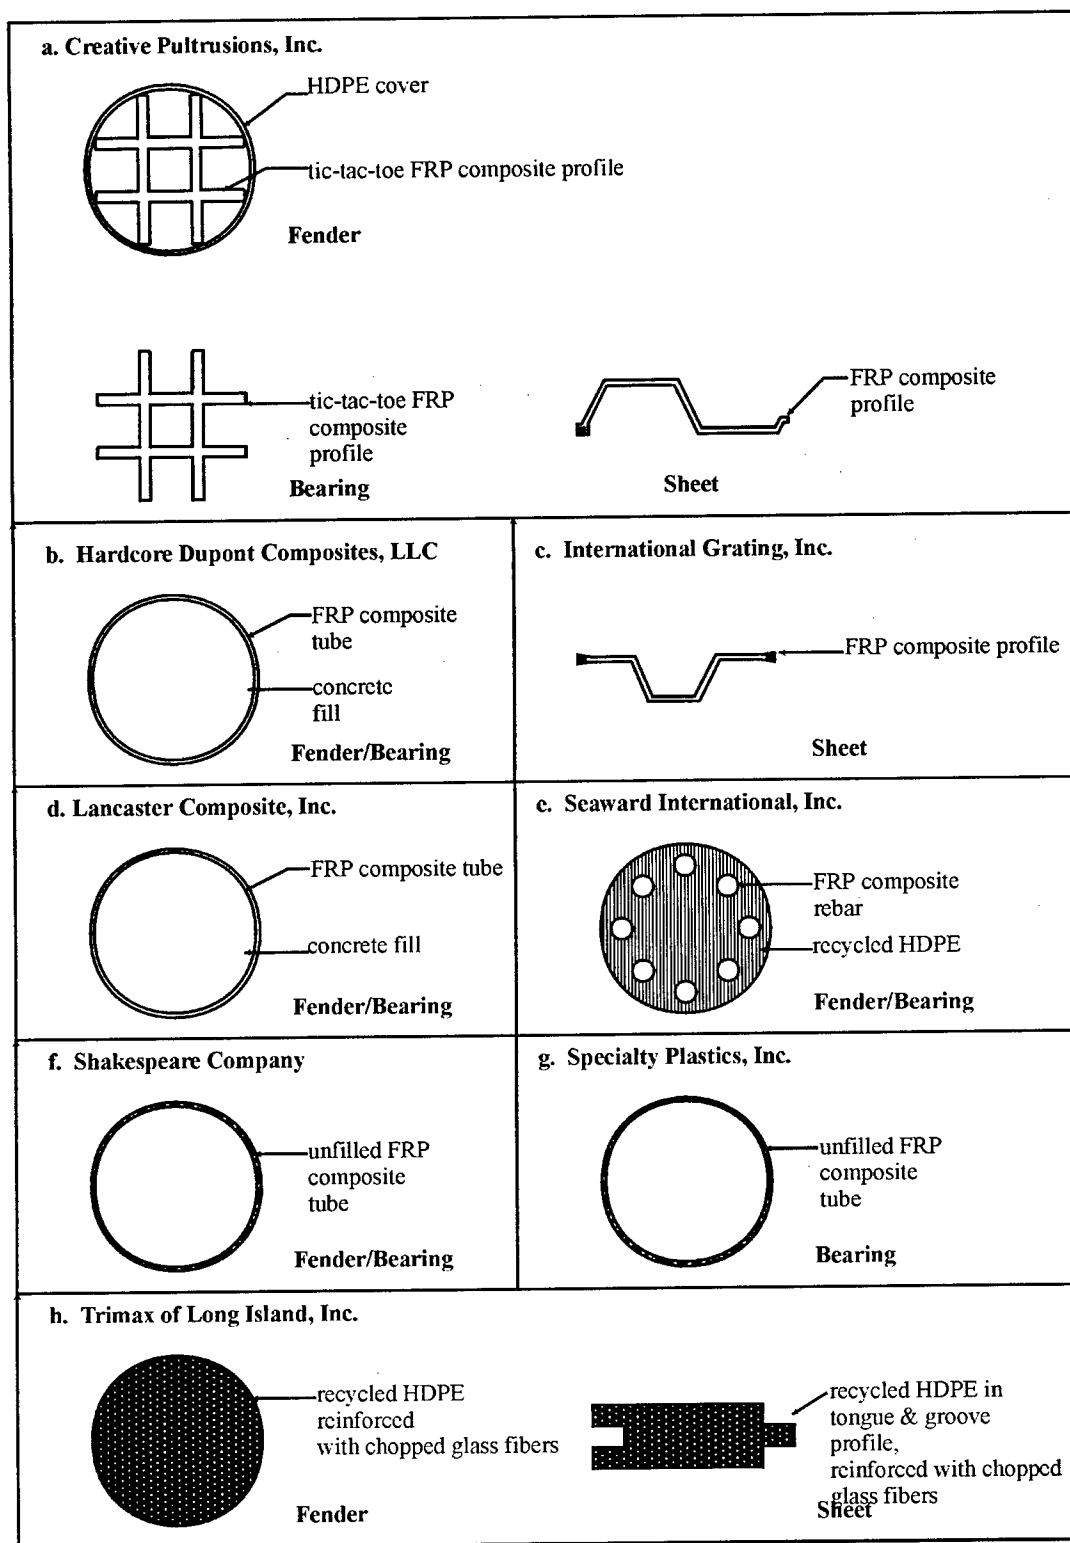 a. Creative Pultrusions, Inc.
HDPE cover
tic-tac-toe FRP composite profile
Fender
tic-tac-toe FRP
composite
profile
Bearing
FRP composite
profile
Sheet
b. Hardcore Dupont Composites, LLC
FRP composite
tube
concrete
fill
Fender/Bearing
c. International Grating, Inc.
FRP composite profile
Sheet
d. Lancaster Composite, Inc.
FRP composite tube
concrete fill
Fender/Bearing
e. Seaward International, Inc.
FRP composite
rebar
recycled HDPE
Fender/Bearing
f. Shakespeare Company
unfilled FRP
composite
tube
Fender/Bearing
g. Specialty Plastics, Inc.
unfilled FRP
composite
tube
Bearing
h. Trimax of Long Island, Inc.
recycled HDPE
reinforced
with chopped glass fibers
Fender
recycled HDPE in
tongue & groove
profile,
reinforced with chopped
glass fibers
Sheet